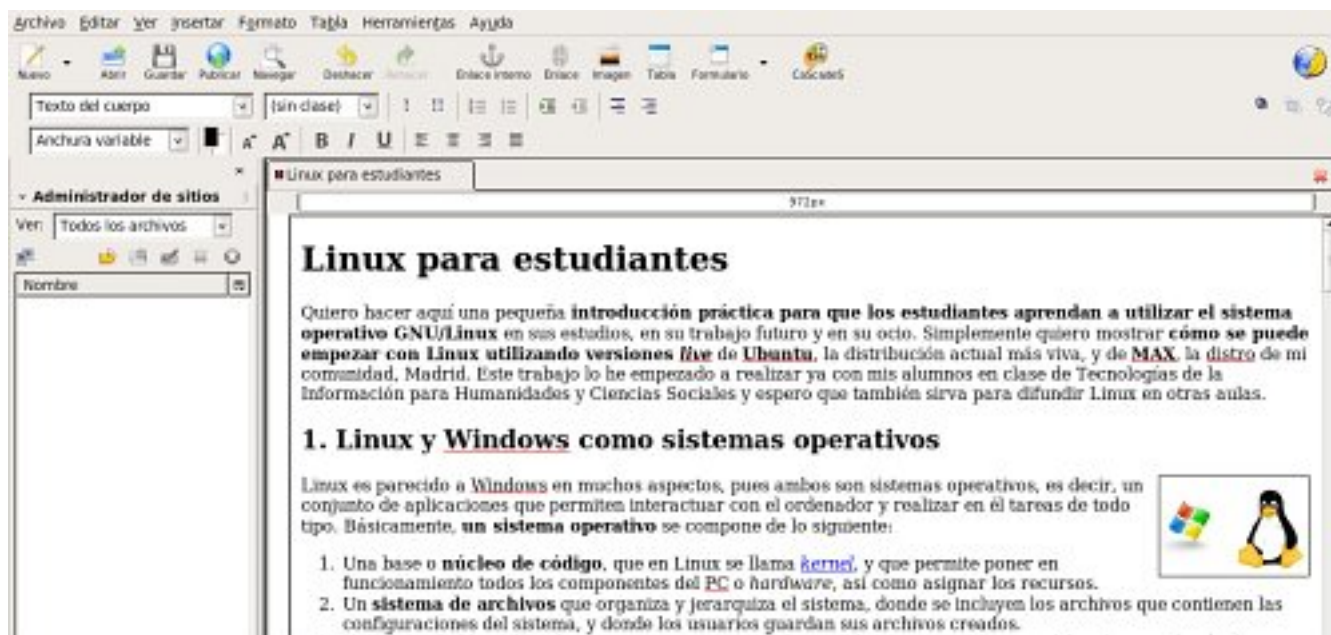 Archivo Editar Ver Insertar Formato Tabla Herramientas Ayuda
Nuevo Abrir Guardar Publicar Navegar Deshacer Rehacer Enlace interno Enlace Imagen Tabla Formulario CaScadeS
Texto del cuerpo (sin clase) ! !!
Anchura variable A A B I U
Linux para estudiantes
Administrador de sitios
972px
Ver: Todos los archivos
Nombre
Linux para estudiantes
Quiero hacer aquí una pequeña introducción práctica para que los estudiantes aprendan a utilizar el sistema
operativo GNU/Linux en sus estudios, en su trabajo futuro y en su ocio. Simplemente quiero mostrar cómo se puede
empezar con Linux utilizando versiones live de Ubuntu, la distribución actual más viva, y de MAX, la distro de mi
comunidad, Madrid. Este trabajo lo he empezado a realizar ya con mis alumnos en clase de Tecnologías de la
Información para Humanidades y Ciencias Sociales y espero que también sirva para difundir Linux en otras aulas.
1. Linux y Windows como sistemas operativos
Linux es parecido a Windows en muchos aspectos, pues ambos son sistemas operativos, es decir, un
conjunto de aplicaciones que permiten interactuar con el ordenador y realizar en él tareas de todo
tipo. Básicamente, un sistema operativo se compone de lo siguiente:
1. Una base o núcleo de código, que en Linux se llama kernel, y que permite poner en
funcionamiento todos los componentes del PC o hardware, así como asignar los recursos.
2. Un sistema de archivos que organiza y jerarquiza el sistema, donde se incluyen los archivos que contienen las
configuraciones del sistema, y donde los usuarios guardan sus archivos creados.